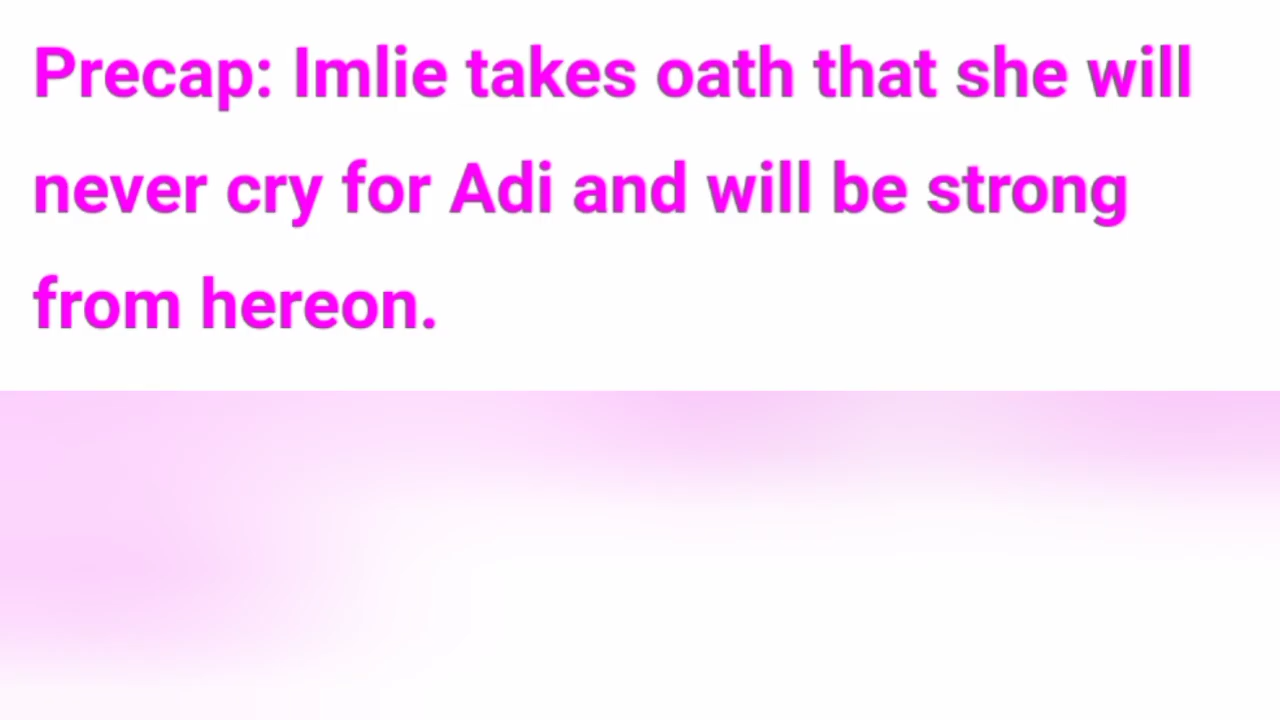 Precap: Imlie takes oath that she will
never cry for Adi and will be strong
from hereon.